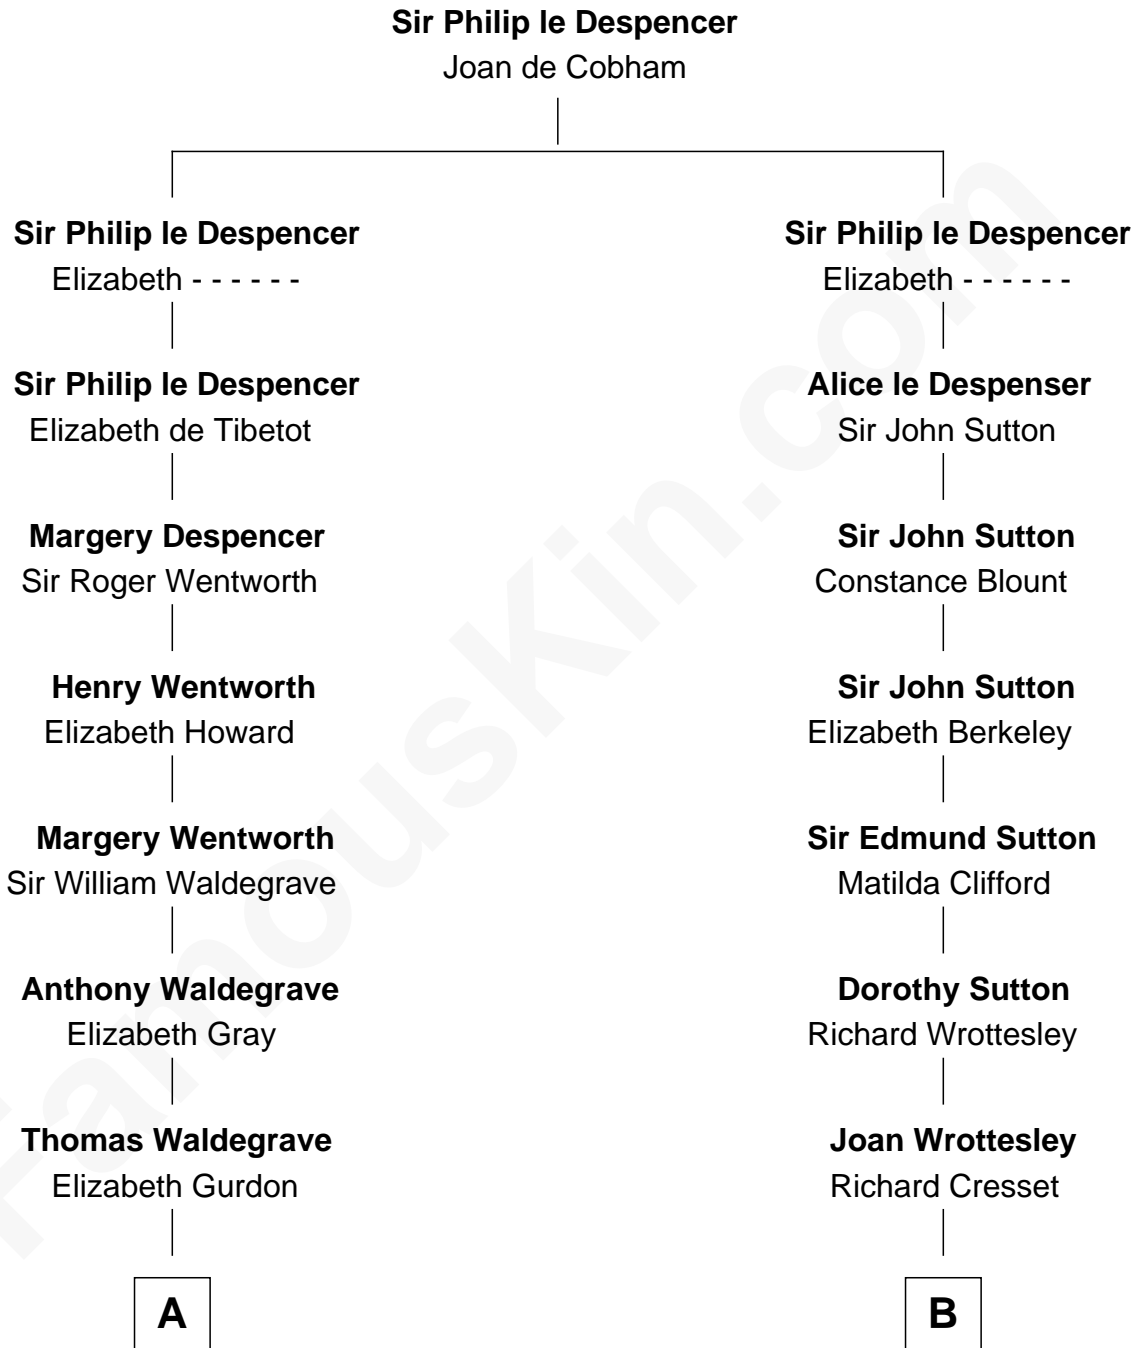 Sir Philip le Despencer
Joan de Cobham
Sir Philip le Despencer
Elizabeth - - - - - -
Sir Philip le Despencer
Elizabeth de Tibetot
Margery Despencer
Sir Roger Wentworth
Henry Wentworth
Elizabeth Howard
Margery Wentworth
Sir William Waldegrave
Anthony Waldegrave
Elizabeth Gray
Thomas Waldegrave
Elizabeth Gurdon
A
Sir Philip le Despencer
Elizabeth - - - - - -
Alice le Despenser
Sir John Sutton
Sir John Sutton
Constance Blount
Sir John Sutton
Elizabeth Berkeley
Sir Edmund Sutton
Matilda Clifford
Dorothy Sutton
Richard Wrottesley
Joan Wrottesley
Richard Cresset
B
FamousKin.com